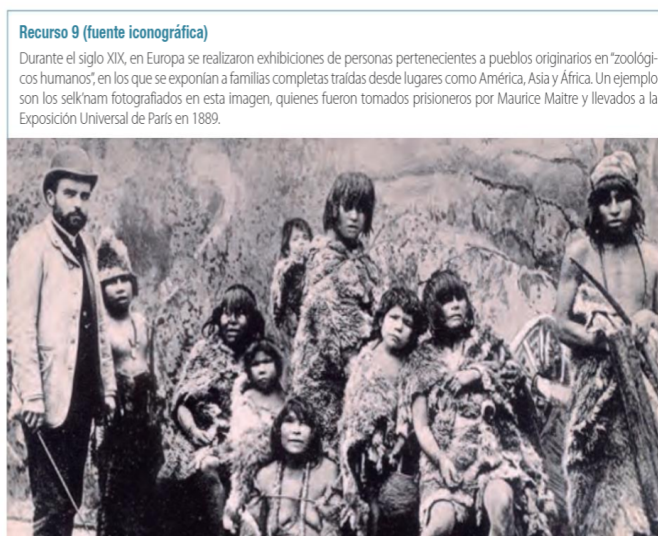 Recurso 9 (fuente iconográfica)
Durante el siglo XIX, en Europa se realizaron exhibiciones de personas pertenecientes a pueblos originarios en “zoológi-
cos humanos”, en los que se exponían a familias completas traídas desde lugares como América, Asia y África. Un ejemplo
son los selk’nam fotografiados en esta imagen, quienes fueron tomados prisioneros por Maurice Maitre y llevados a la
Exposición Universal de París en 1889.